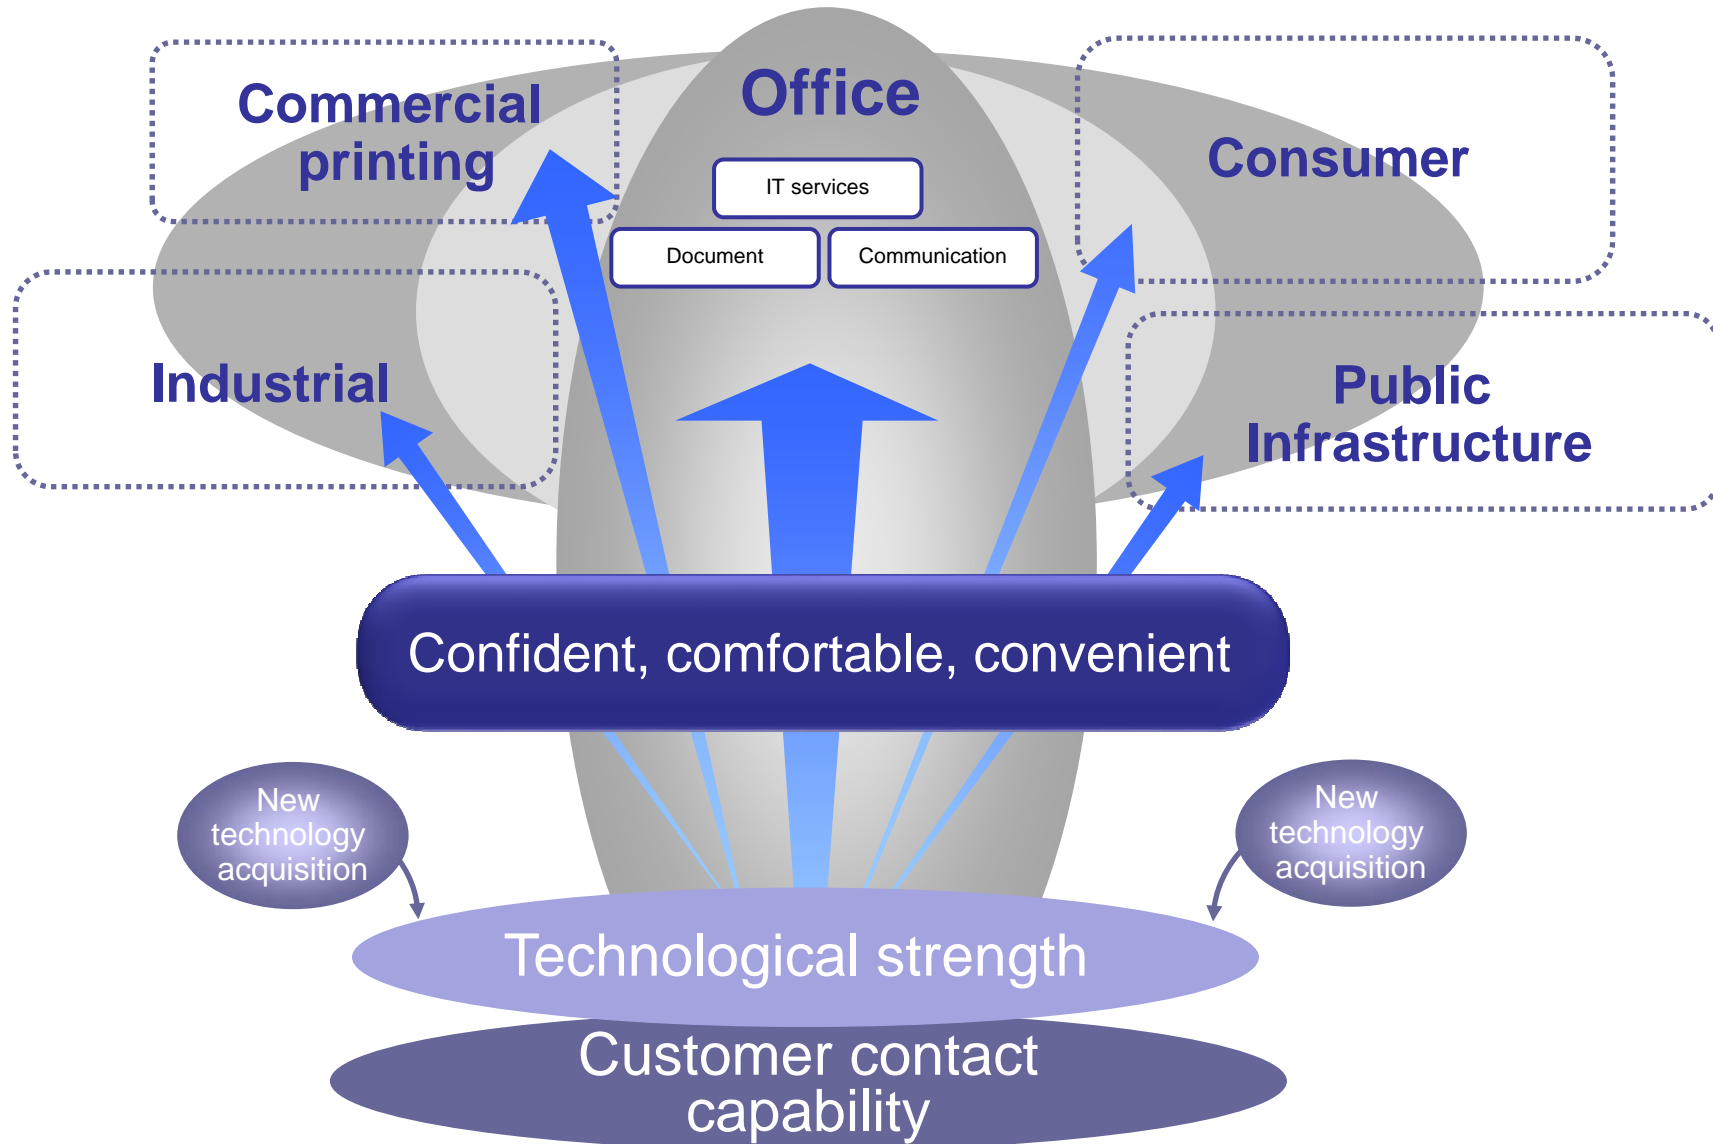 Commercial
printing
Office
Consumer
IT services
Document
Communication
Industrial
Public
Infrastructure
Confident, comfortable, convenient
New
technology
acquisition
New
technology
acquisition
Technological strength
Customer contact
capability